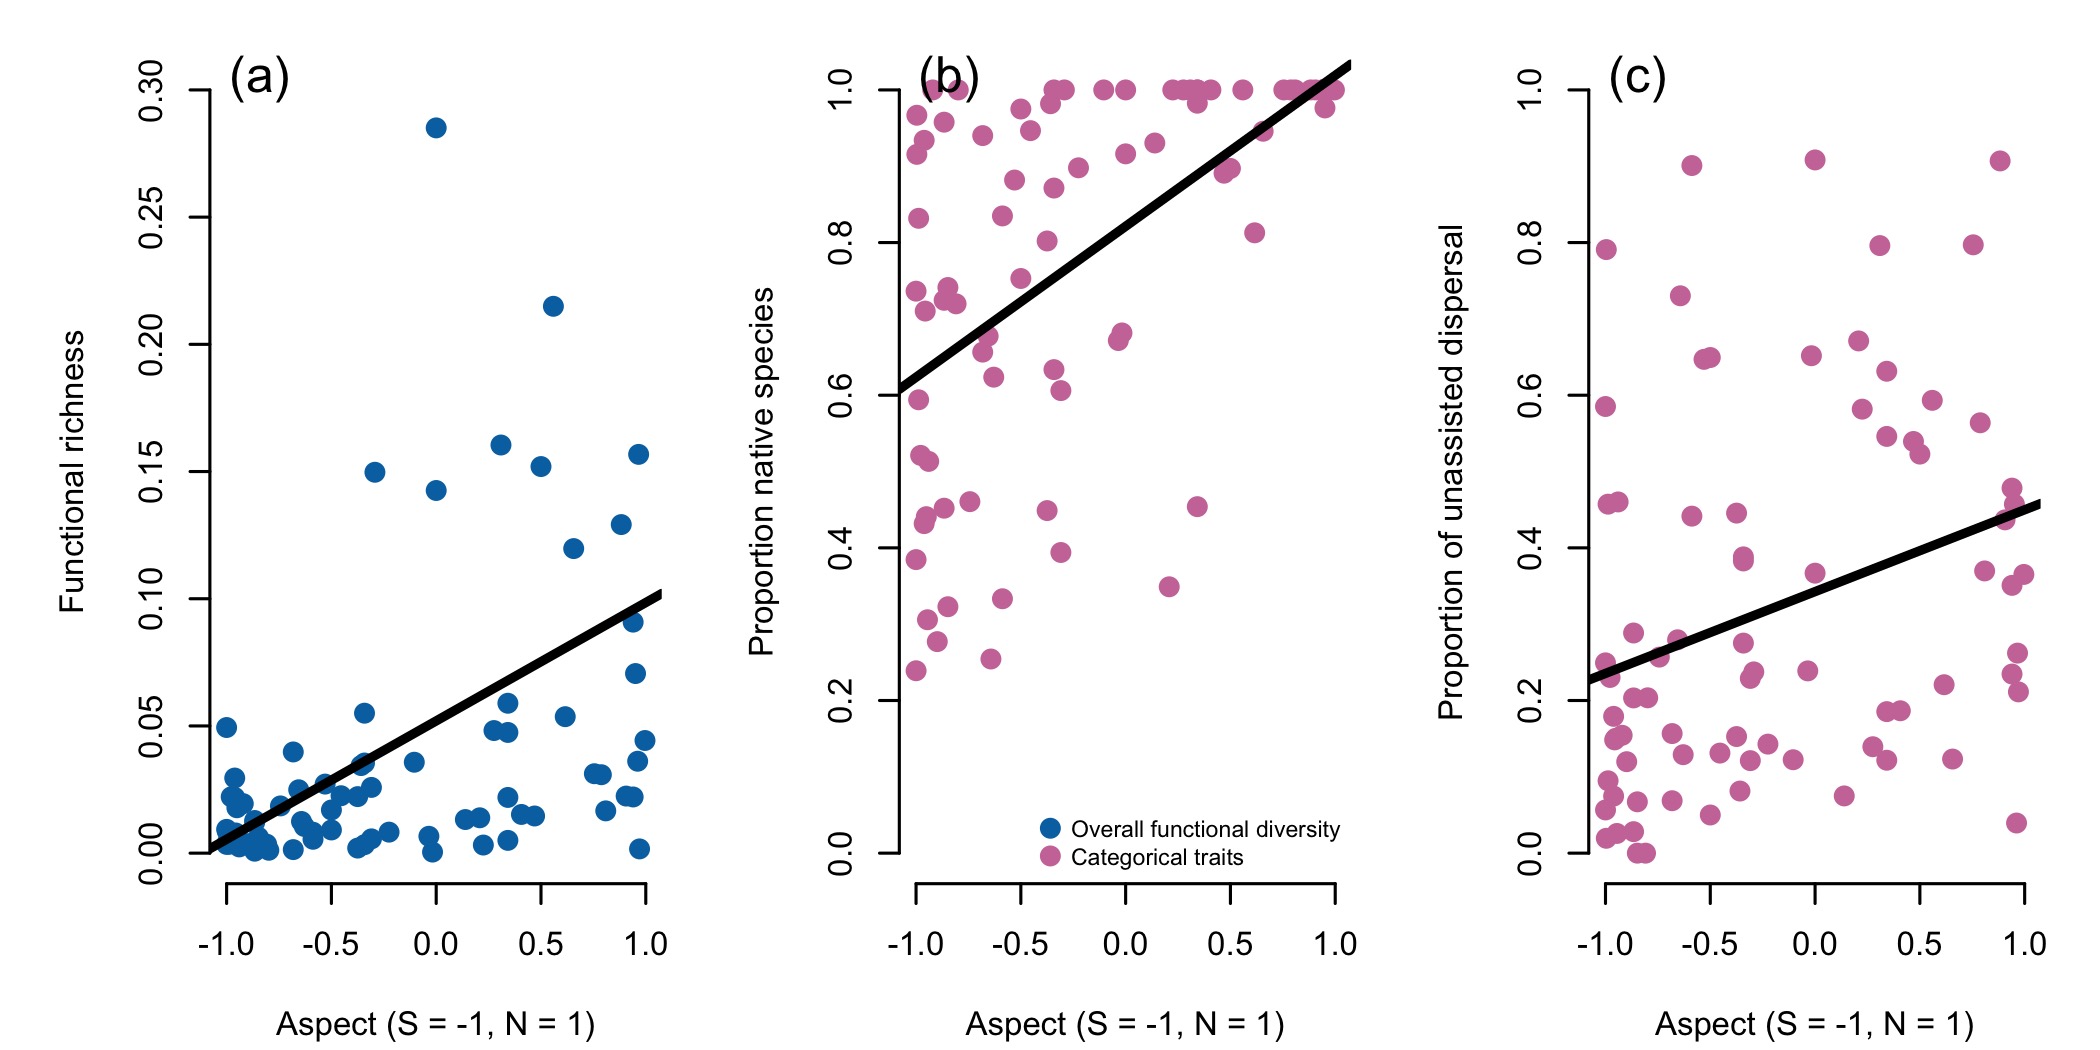 (a)
Functional richness
0.30
0.25
0.20
0.15
0.10
0.05
0.00
-1.0 -0.5 0.0 0.5 1.0
Aspect (S = -1, N = 1)
(b)
Proportion native species
1.0
0.8
0.6
0.4
0.2
0.0
Overall functional diversity
Categorical traits
-1.0 -0.5 0.0 0.5 1.0
Aspect (S = -1, N = 1)
(c)
Proportion of unassisted dispersal
1.0
0.8
0.6
0.4
0.2
0.0
-1.0 -0.5 0.0 0.5 1.0
Aspect (S = -1, N = 1)